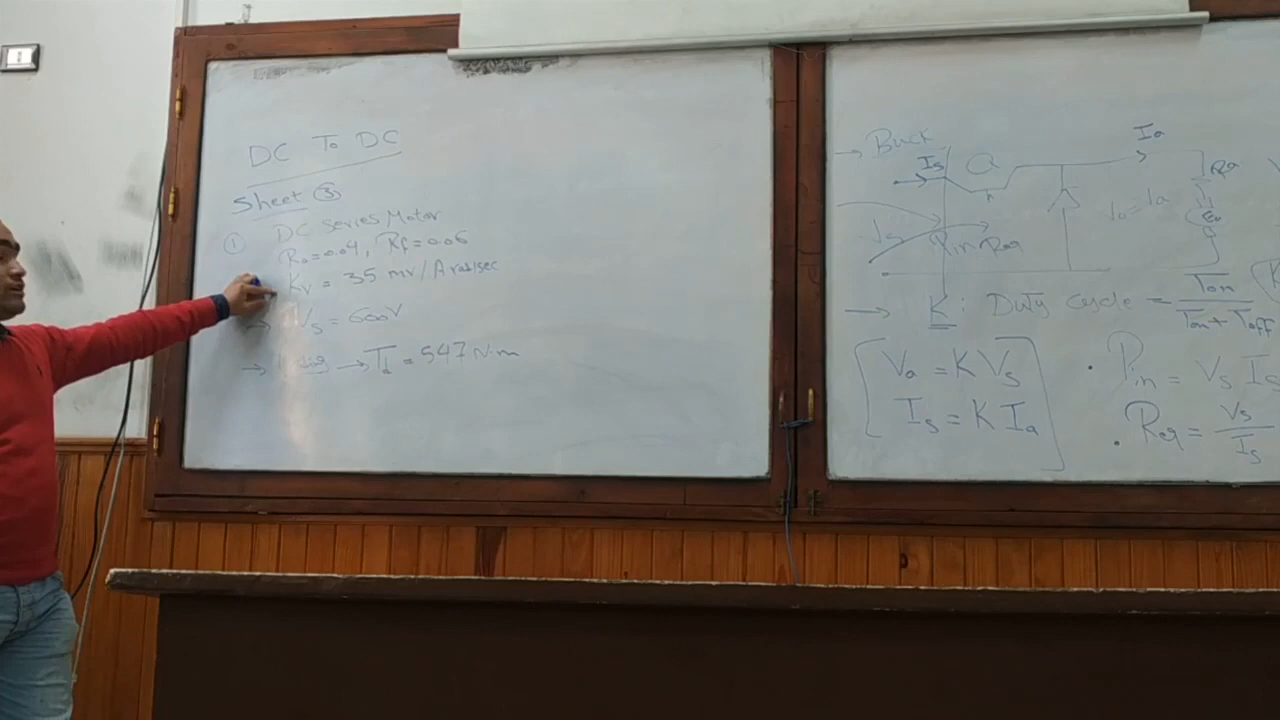 DC To DC
Sheet ③
① DC Series Motor
Ra = 0.04, Rf = 0.06
Kv = 35 mv/A rad/sec
Vs = 600V
→ → Td = 547 N.m
→ Buck
Is Q Ia
Ra
Vs
Pin Req
→ K : Duty Cycle = Ton / Ton + Toff
Va = K Vs
Is = K Ia
• Pin = Vs Is
• Req = Vs / Is